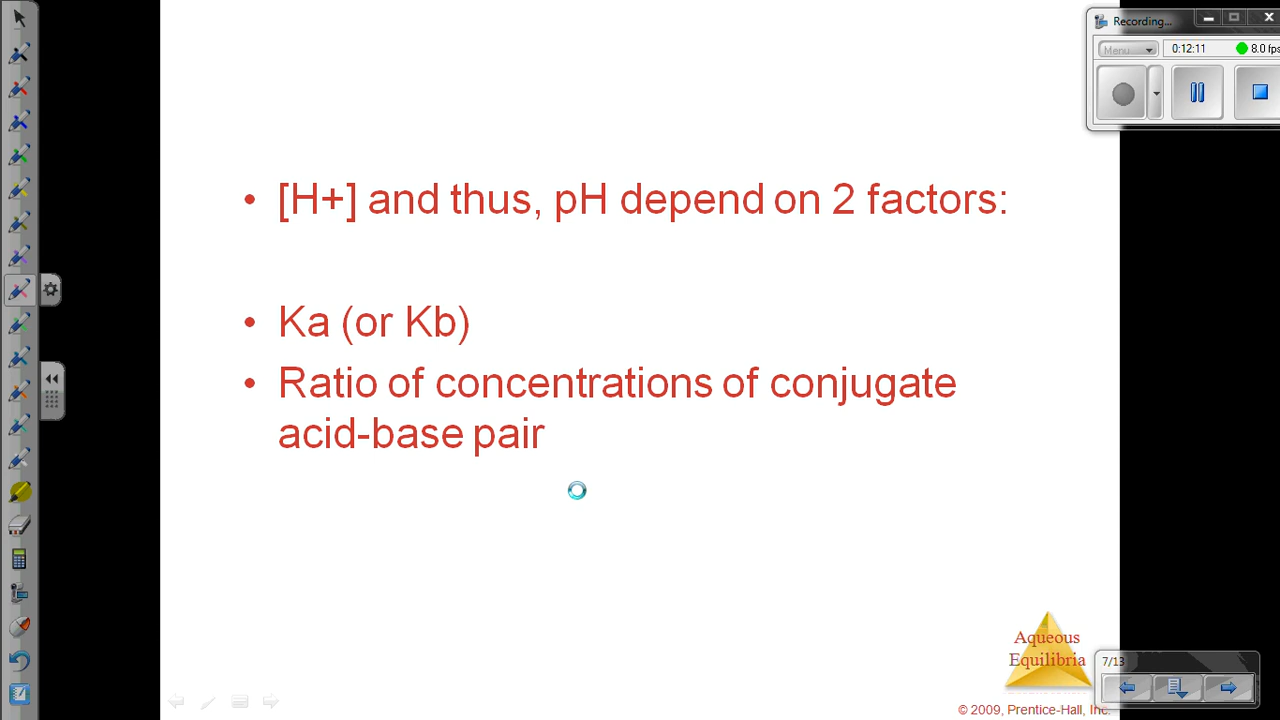 Recording...
Menu
0:12:11
8.0 fps
• [H+] and thus, pH depend on 2 factors:
• Ka (or Kb)
• Ratio of concentrations of conjugate
acid-base pair
Aqueous
Equilibria
7/13
© 2009, Prentice-Hall, Inc.